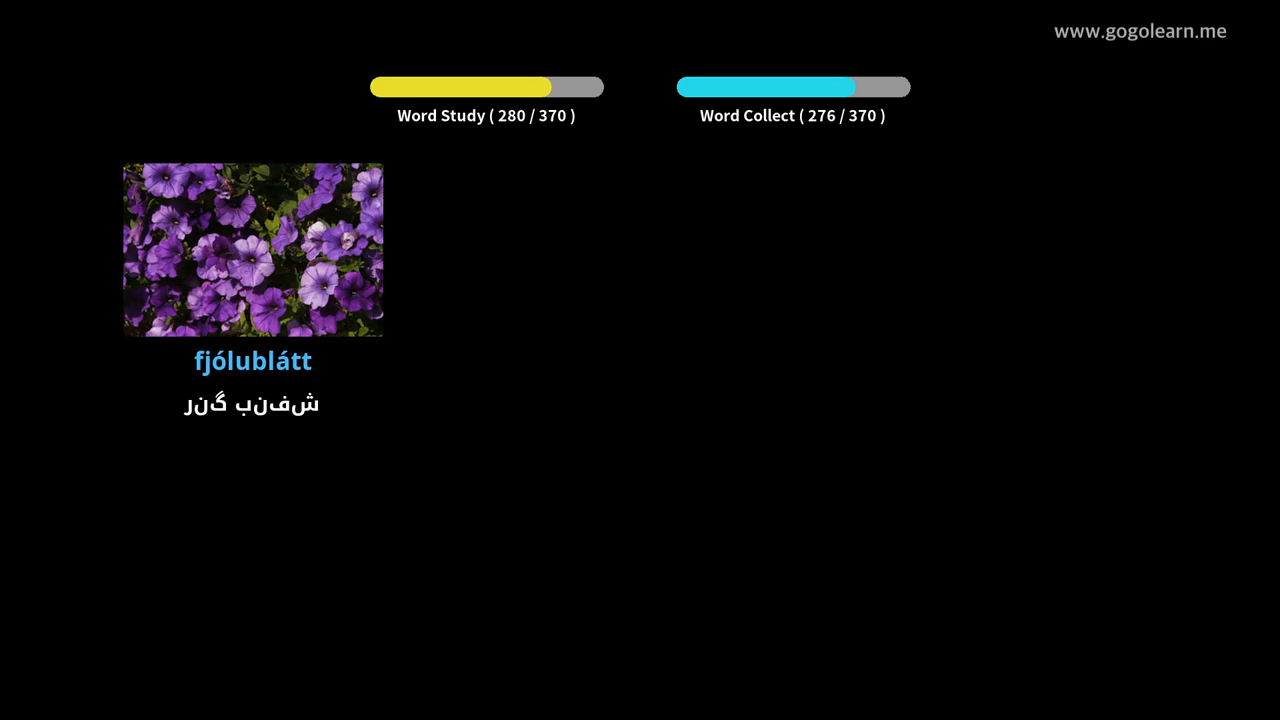 www.gogolearn.me
Word Study ( 280 / 370 )
Word Collect ( 276 / 370 )
fjólublátt
شفنب گنر